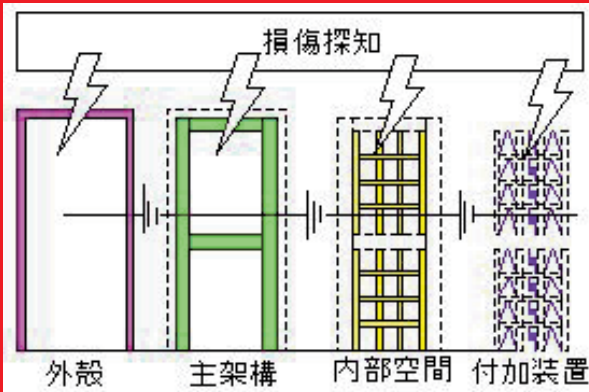 損傷探知
外殻
主架構
内部空間
付加装置